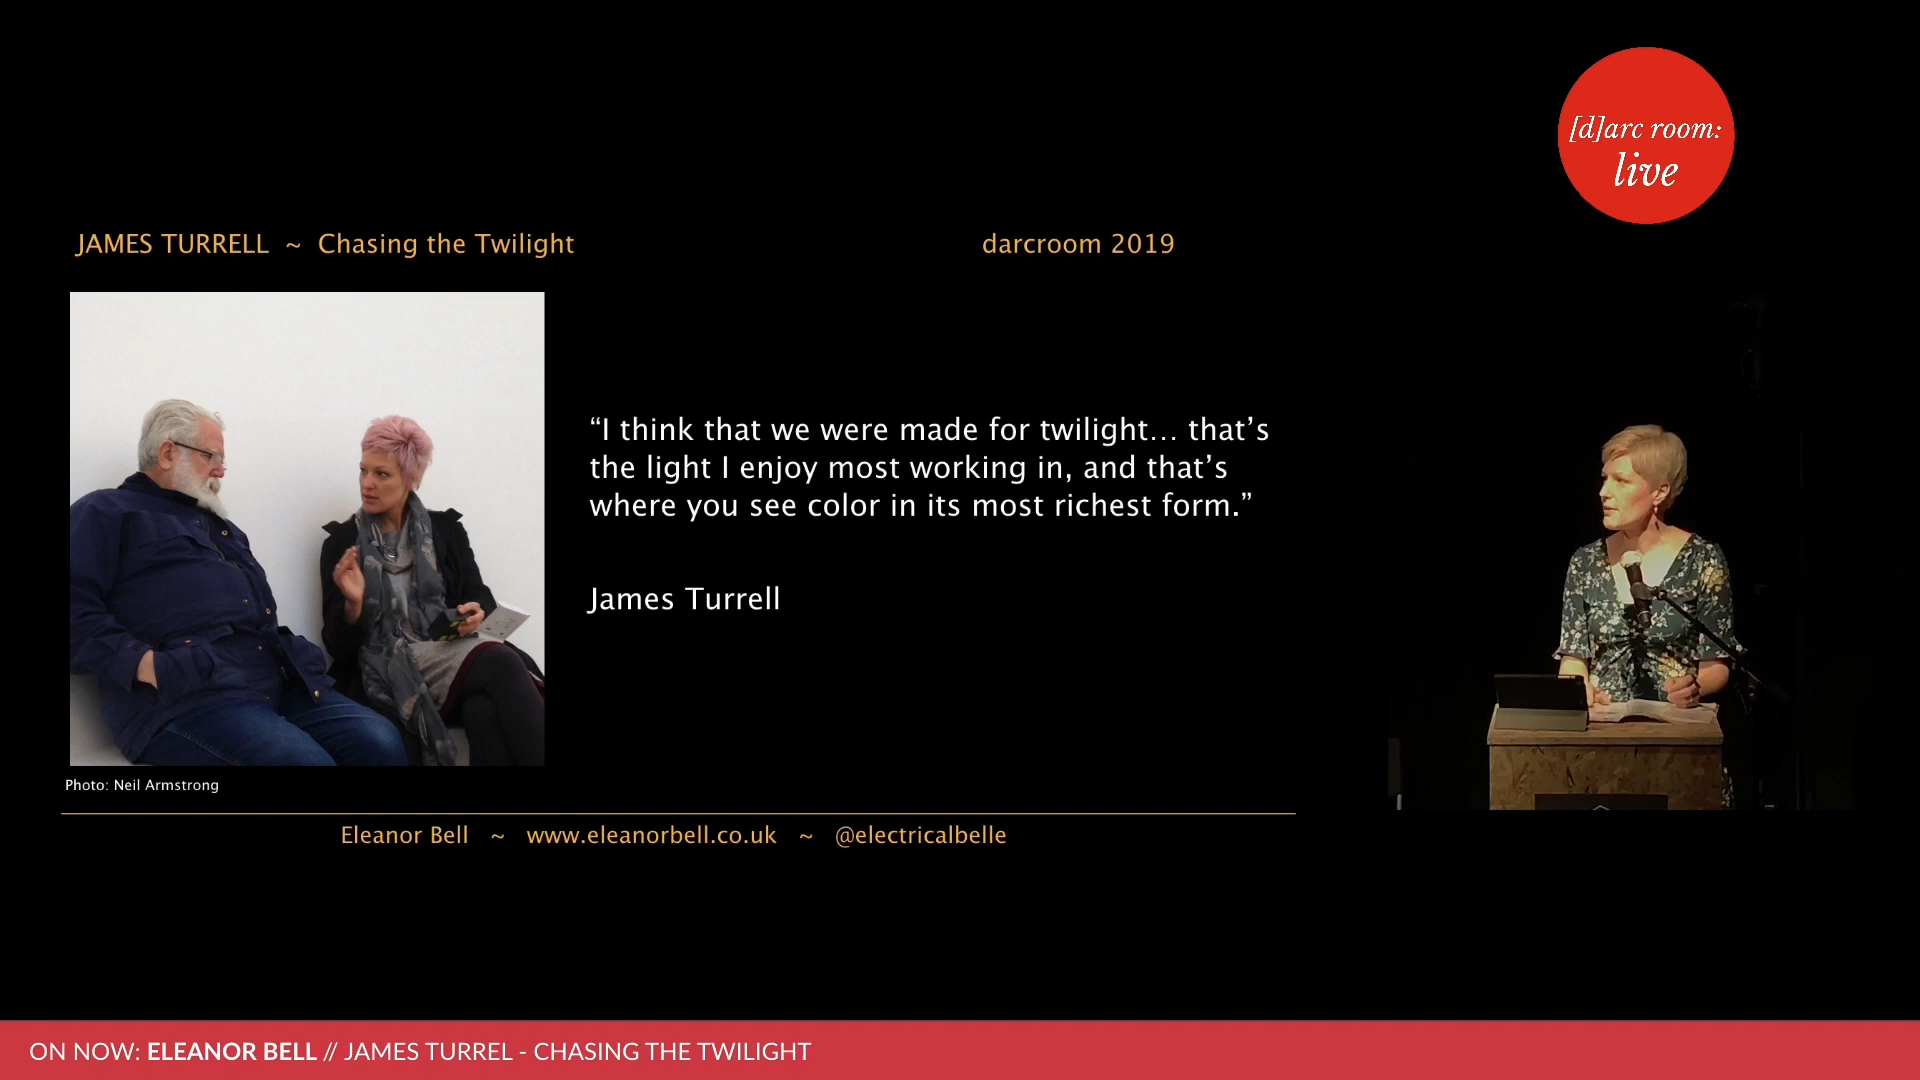 [d]arc room:
live
JAMES TURRELL ~ Chasing the Twilight
darcroom 2019
“I think that we were made for twilight… that’s
the light I enjoy most working in, and that’s
where you see color in its most richest form.”
James Turrell
Photo: Neil Armstrong
Eleanor Bell ~ www.eleanorbell.co.uk ~ @electricalbelle
ON NOW: ELEANOR BELL // JAMES TURREL - CHASING THE TWILIGHT